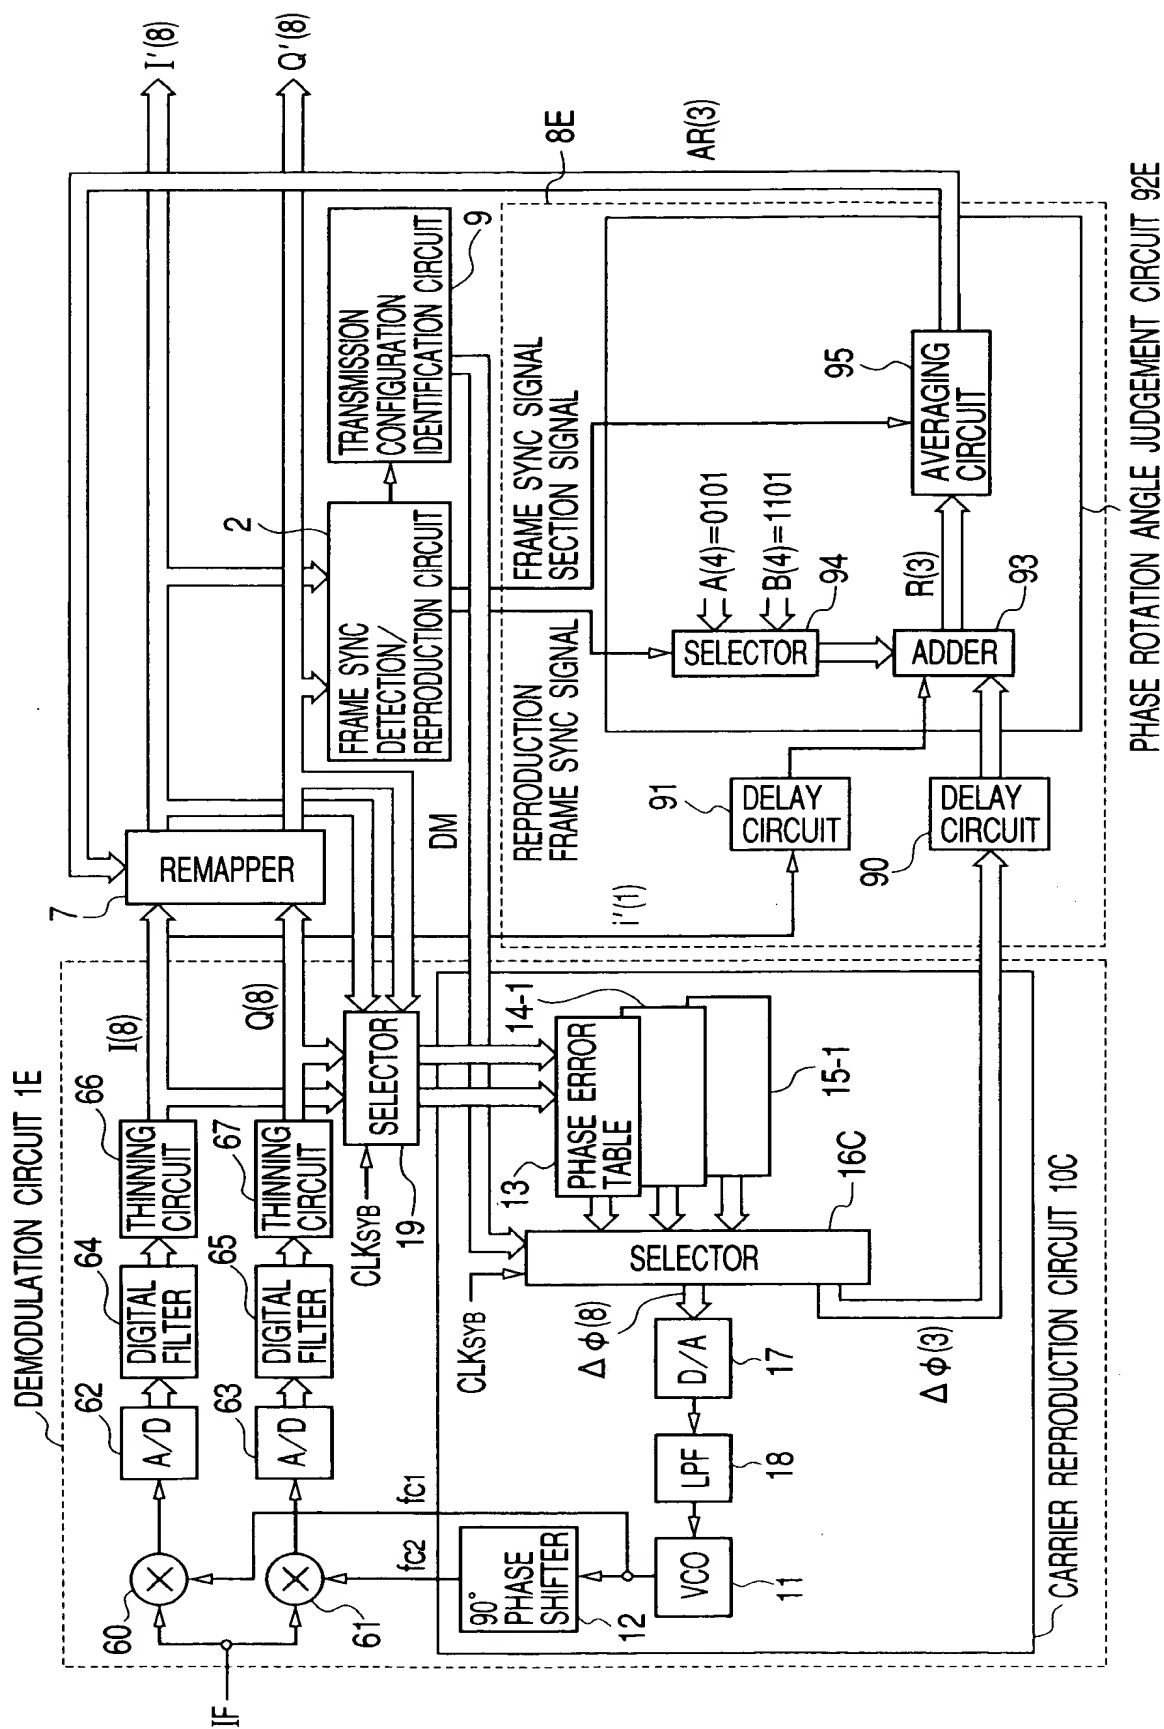 DEMODULATION CIRCUIT 1E
IF
60
61
62
A/D
63
A/D
64
DIGITAL
FILTER
65
DIGITAL
FILTER
66
THINNING
CIRCUIT
67
THINNING
CIRCUIT
I(8)
Q(8)
7
REMAPPER
I'(8)
Q'(8)
fC1
fC2
CLKSYB
19
SELECTOR
2
FRAME SYNC
DETECTION/
REPRODUCTION CIRCUIT
TRANSMISSION
CONFIGURATION
IDENTIFICATION CIRCUIT
9
DM
90°
PHASE
SHIFTER
12
VCO
11
LPF
18
D/A
17
Δφ(8)
CLKSYB
SELECTOR
16C
13
PHASE ERROR
TABLE
14-1
15-1
Δφ(3)
CARRIER REPRODUCTION CIRCUIT 10C
i'(1)
REPRODUCTION
FRAME SYNC SIGNAL
FRAME SYNC SIGNAL
SECTION SIGNAL
8E
AR(3)
91
DELAY
CIRCUIT
90
DELAY
CIRCUIT
SELECTOR
94
A(4)=0101
B(4)=1101
ADDER
93
R(3)
95
AVERAGING
CIRCUIT
PHASE ROTATION ANGLE JUDGEMENT CIRCUIT 92E